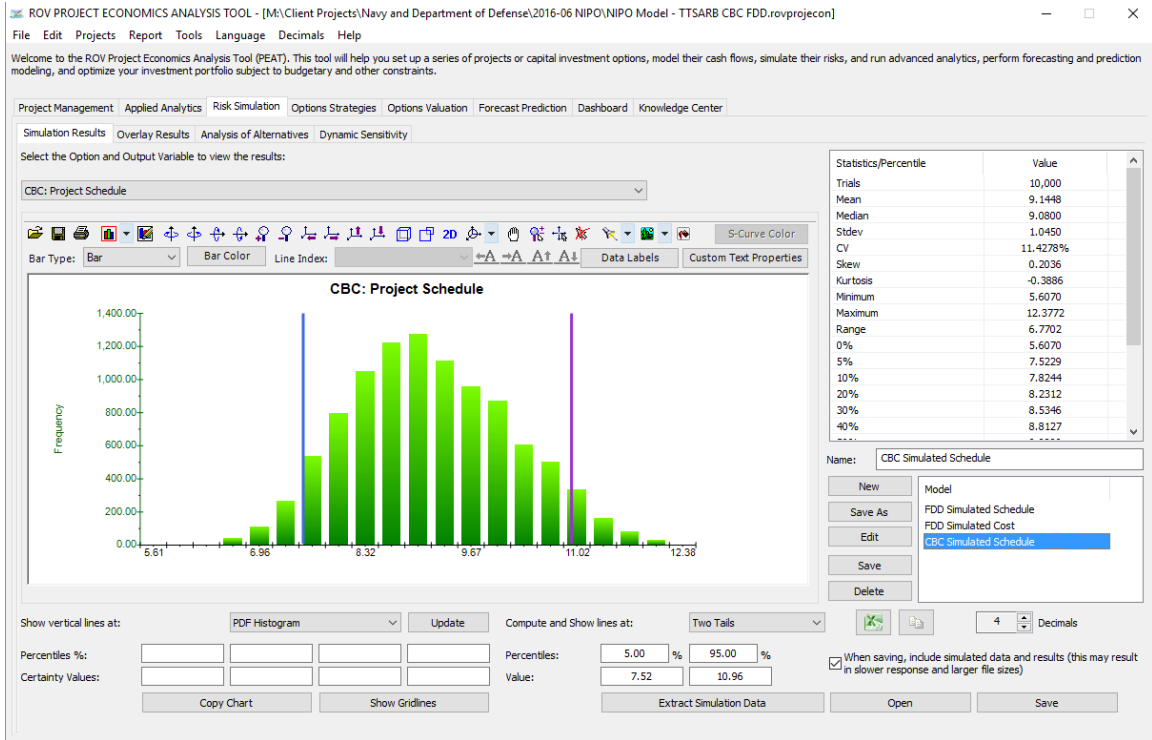 ROV PROJECT ECONOMICS ANALYSIS TOOL - [M:\Client Projects\Navy and Department of Defense\2016-06 NIPO\NIPO Model - TTSARB CBC FDD.rovprojecon]
File Edit Projects Report Tools Language Decimals Help
Welcome to the ROV Project Economics Analysis Tool (PEAT). This tool will help you set up a series of projects or capital investment options, model their cash flows, simulate their risks, and run advanced analytics, perform forecasting and prediction
modeling, and optimize your investment portfolio subject to budgetary and other constraints.
Project Management Applied Analytics Risk Simulation Options Strategies Options Valuation Forecast Prediction Dashboard Knowledge Center
Simulation Results Overlay Results Analysis of Alternatives Dynamic Sensitivity
Select the Option and Output Variable to view the results:
CBC: Project Schedule
2D S-Curve Color
Bar Type: Bar Bar Color Line Index: A A A A Data Labels Custom Text Properties
CBC: Project Schedule
Frequency
1,400.00
1,200.00
1,000.00
800.00
600.00
400.00
200.00
0.00
5.61 6.96 8.32 9.67 11.02 12.38
Statistics/Percentile Value
Trials 10,000
Mean 9.1448
Median 9.0800
Stdev 1.0450
CV 11.4278%
Skew 0.2036
Kurtosis -0.3886
Minimum 5.6070
Maximum 12.3772
Range 6.7702
0% 5.6070
5% 7.5229
10% 7.8244
20% 8.2312
30% 8.5346
40% 8.8127
Name: CBC Simulated Schedule
New
Save As
Edit
Save
Delete
Model
FDD Simulated Schedule
FDD Simulated Cost
CBC Simulated Schedule
4 Decimals
When saving, include simulated data and results (this may result
in slower response and larger file sizes)
Show vertical lines at: PDF Histogram Update Compute and Show lines at: Two Tails
Percentiles %: Percentiles: 5.00 % 95.00 %
Certainty Values: Value: 7.52 10.96
Copy Chart Show Gridlines Extract Simulation Data Open Save